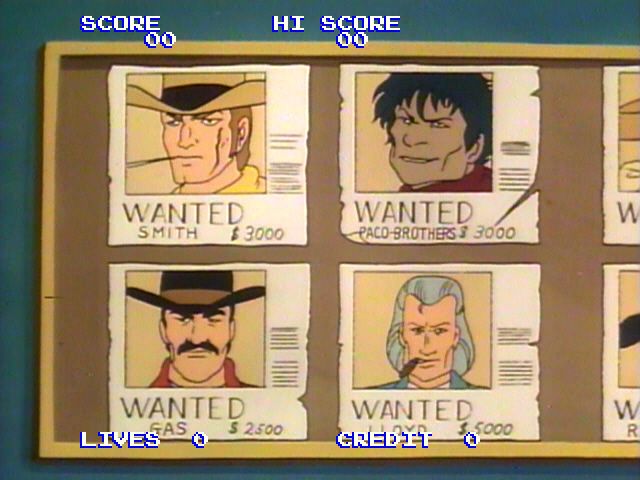 SCORE HI SCORE
00 00
WANTED
SMITH $3000
WANTED
PACO-BROTHERS $3000
WANTED
GAS $2500
WANTED
LLOYD $5000
LIVES 0 CREDIT 0